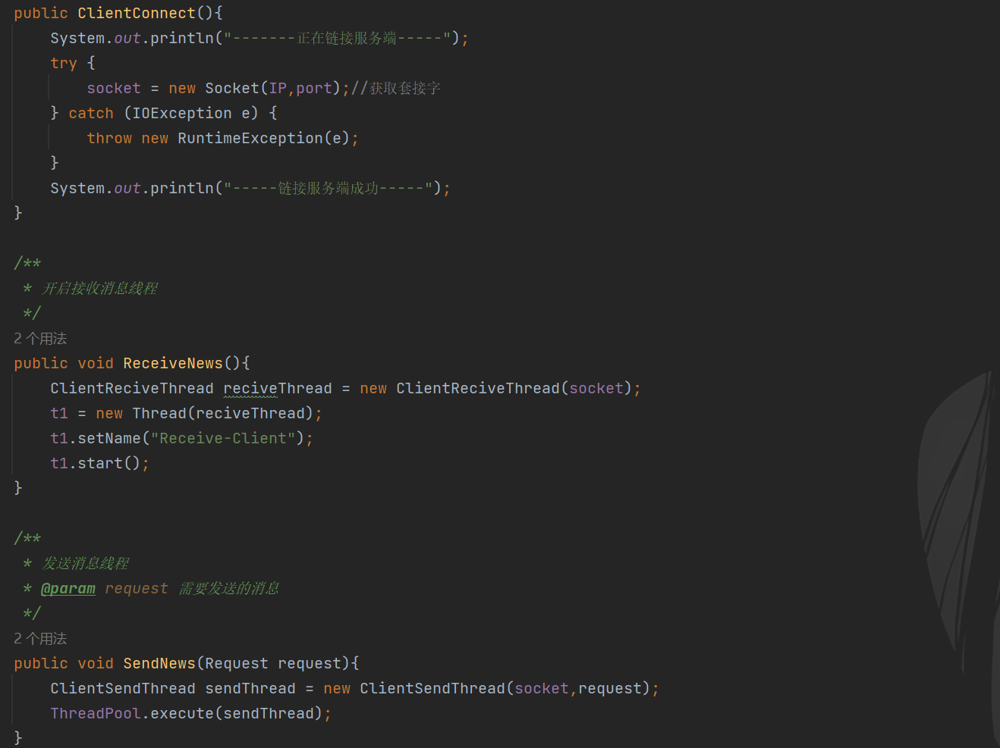 public ClientConnect(){
System.out.println("-------正在链接服务端-----");
try {
socket = new Socket(IP,port);//获取套接字
} catch (IOException e) {
throw new RuntimeException(e);
}
System.out.println("-----链接服务端成功-----");
}
/**
* 开启接收消息线程
*/
2 个用法
public void ReceiveNews(){
ClientReciveThread reciveThread = new ClientReciveThread(socket);
t1 = new Thread(reciveThread);
t1.setName("Receive-Client");
t1.start();
}
/**
* 发送消息线程
* @param request 需要发送的消息
*/
2 个用法
public void SendNews(Request request){
ClientSendThread sendThread = new ClientSendThread(socket,request);
ThreadPool.execute(sendThread);
}